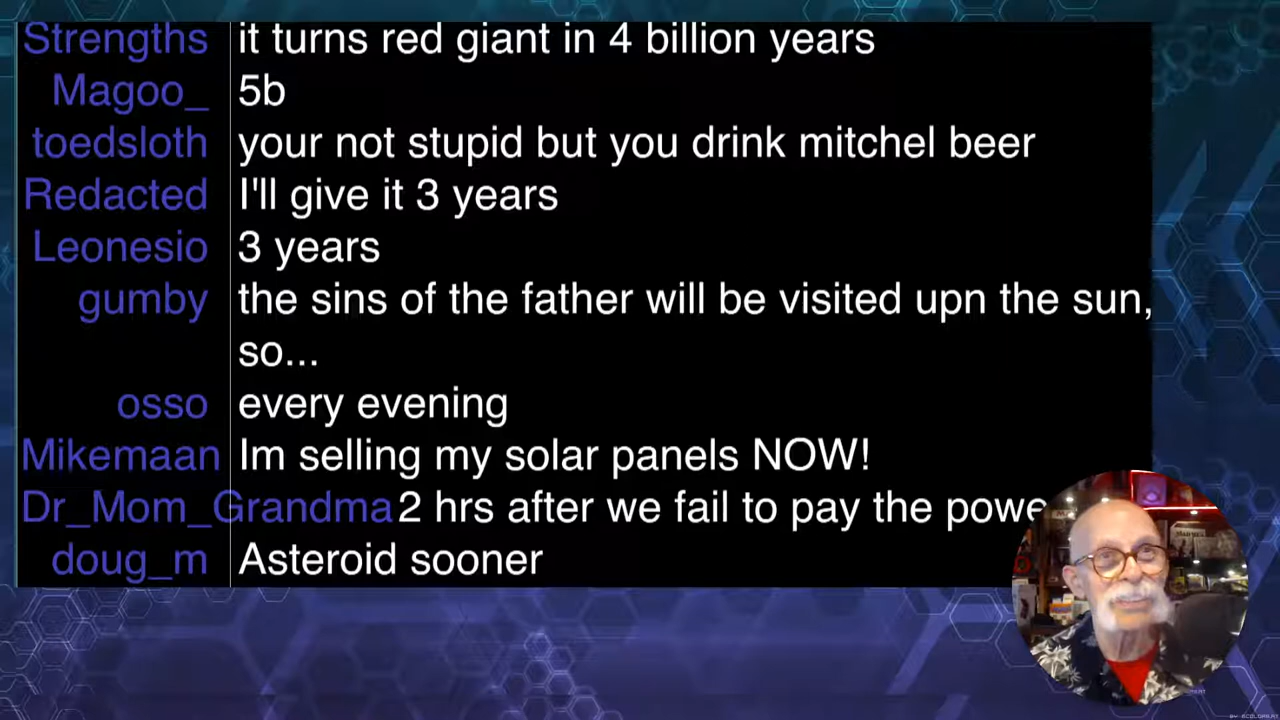 Strengths it turns red giant in 4 billion years
Magoo_ 5b
toedsloth your not stupid but you drink mitchel beer
Redacted I'll give it 3 years
Leonesio 3 years
gumby the sins of the father will be visited upn the sun,
so...
osso every evening
Mikemaan Im selling my solar panels NOW!
Dr_Mom_Grandma 2 hrs after we fail to pay the powe
doug_m Asteroid sooner